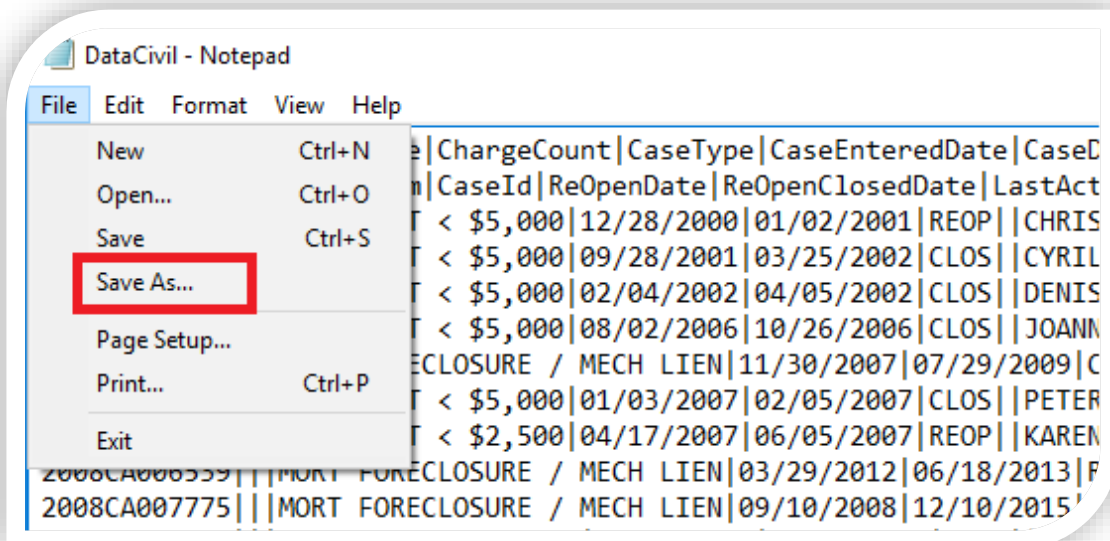 DataCivil - Notepad
File Edit Format View Help
New Ctrl+N
Open... Ctrl+O
Save Ctrl+S
Save As...
Page Setup...
Print... Ctrl+P
Exit
|ChargeCount|CaseType|CaseEnteredDate|Case
|CaseId|ReOpenDate|ReOpenClosedDate|LastAct
< $5,000|12/28/2000|01/02/2001|REOP||CHRIS
< $5,000|09/28/2001|03/25/2002|CLOS||CYRIL
< $5,000|02/04/2002|04/05/2002|CLOS||DENIS
< $5,000|08/02/2006|10/26/2006|CLOS||JOANN
ECLOSURE / MECH LIEN|11/30/2007|07/29/2009|C
< $5,000|01/03/2007|02/05/2007|CLOS||PETER
< $2,500|04/17/2007|06/05/2007|REOP||KAREN
2008CA006539|||MORT FORECLOSURE / MECH LIEN|03/29/2012|06/18/2013|
2008CA007775|||MORT FORECLOSURE / MECH LIEN|09/10/2008|12/10/2015